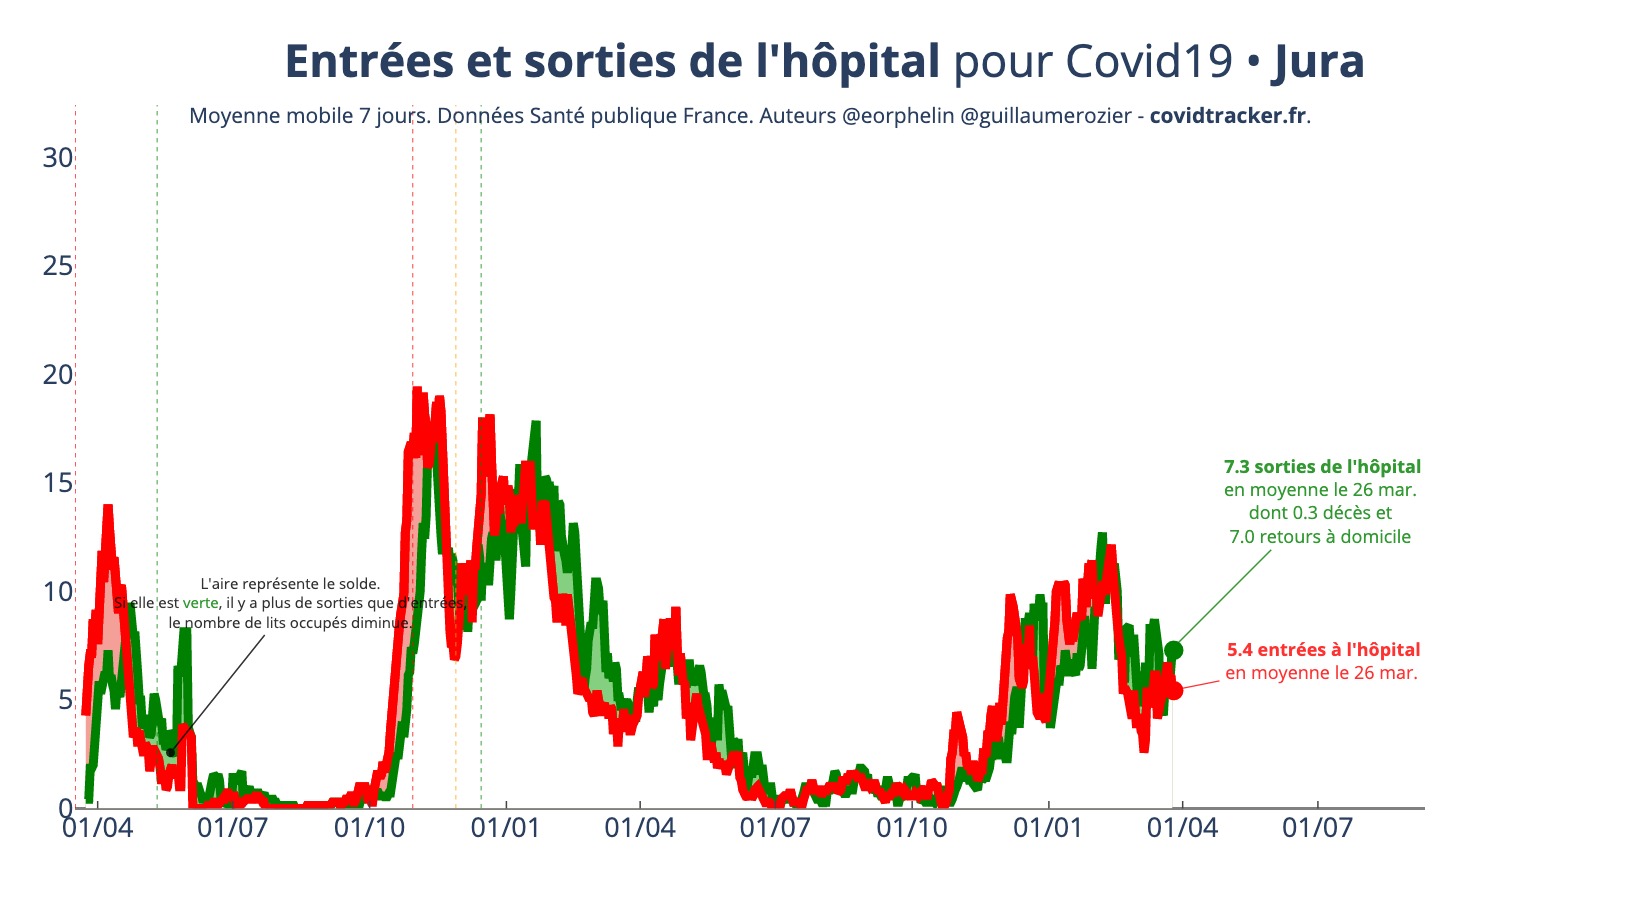 Entrées et sorties de l'hôpital pour Covid19 • Jura
Moyenne mobile 7 jours. Données Santé publique France. Auteurs @eorphelin @guillaumerozier - covidtracker.fr.
30
25
20
15
10
5
0
7.3 sorties de l'hôpital
en moyenne le 26 mar.
dont 0.3 décès et
7.0 retours à domicile
L'aire représente le solde.
Si elle est verte, il y a plus de sorties que d'entrées,
le nombre de lits occupés diminue.
5.4 entrées à l'hôpital
en moyenne le 26 mar.
01/04 01/07 01/10 01/01 01/04 01/07 01/10 01/01 01/04 01/07